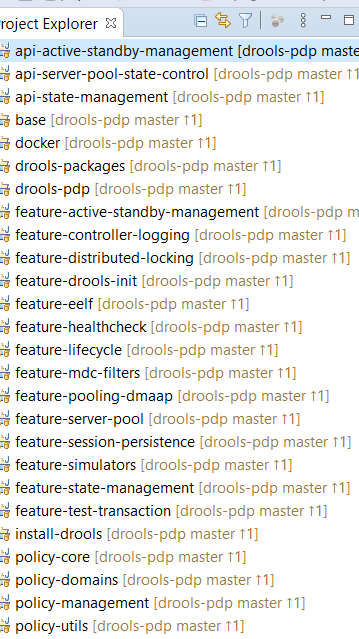 Project Explorer
api-active-standby-management [drools-pdp maste
api-server-pool-state-control [drools-pdp master ↑1
api-state-management [drools-pdp master ↑1]
base [drools-pdp master ↑1]
docker [drools-pdp master ↑1]
drools-packages [drools-pdp master ↑1]
drools-pdp [drools-pdp master ↑1]
feature-active-standby-management [drools-pdp m
feature-controller-logging [drools-pdp master ↑1]
feature-distributed-locking [drools-pdp master ↑1]
feature-drools-init [drools-pdp master ↑1]
feature-eelf [drools-pdp master ↑1]
feature-healthcheck [drools-pdp master ↑1]
feature-lifecycle [drools-pdp master ↑1]
feature-mdc-filters [drools-pdp master ↑1]
feature-pooling-dmaap [drools-pdp master ↑1]
feature-server-pool [drools-pdp master ↑1]
feature-session-persistence [drools-pdp master ↑1]
feature-simulators [drools-pdp master ↑1]
feature-state-management [drools-pdp master ↑1]
feature-test-transaction [drools-pdp master ↑1]
install-drools [drools-pdp master ↑1]
policy-core [drools-pdp master ↑1]
policy-domains [drools-pdp master ↑1]
policy-management [drools-pdp master ↑1]
policy-utils [drools-pdp master ↑1]